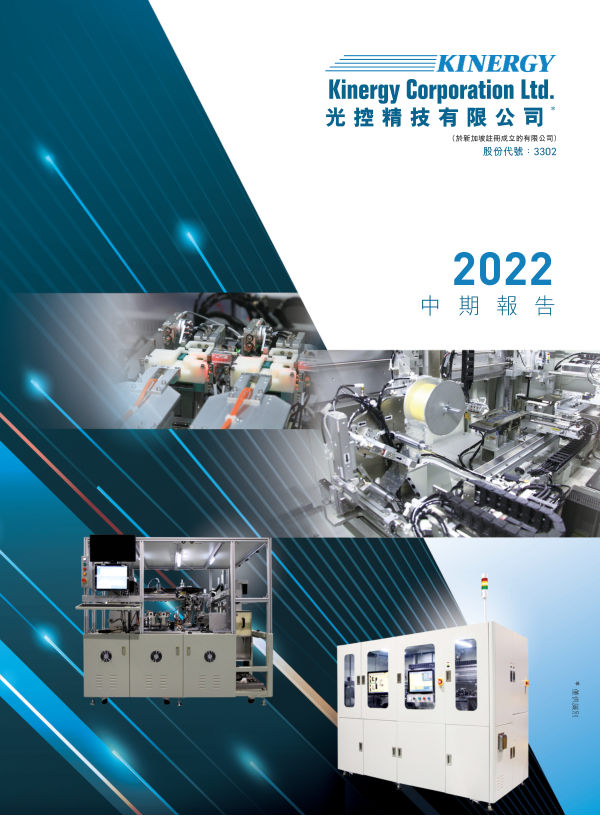 KINERGY
Kinergy Corporation Ltd.
光控精技有限公司*
（於新加坡註冊成立的有限公司）
股份代號：3302
2022
中期報告
* 僅供識別